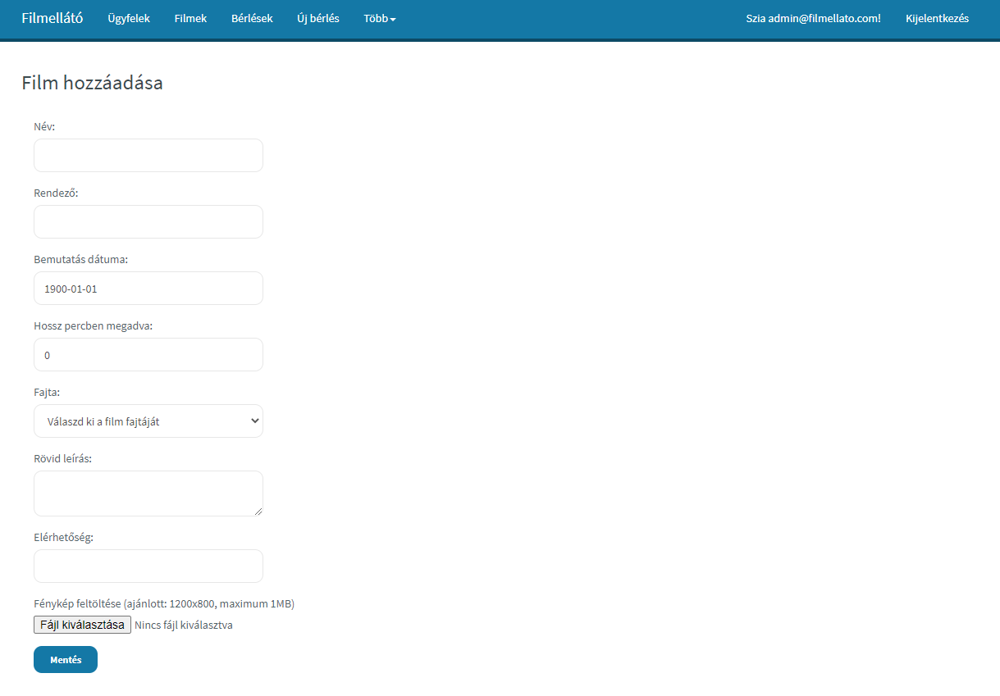 Filmellátó Ügyfelek Filmek Bérlések Új bérlés Több Szia admin@filmellato.com! Kijelentkezés
Film hozzáadása
Név:
Rendező:
Bemutatás dátuma:
1900-01-01
Hossz percben megadva:
0
Fajta:
Válaszd ki a film fajtáját
Rövid leírás:
Elérhetőség:
Fénykép feltöltése (ajánlott: 1200x800, maximum 1MB)
Fájl kiválasztása Nincs fájl kiválasztva
Mentés